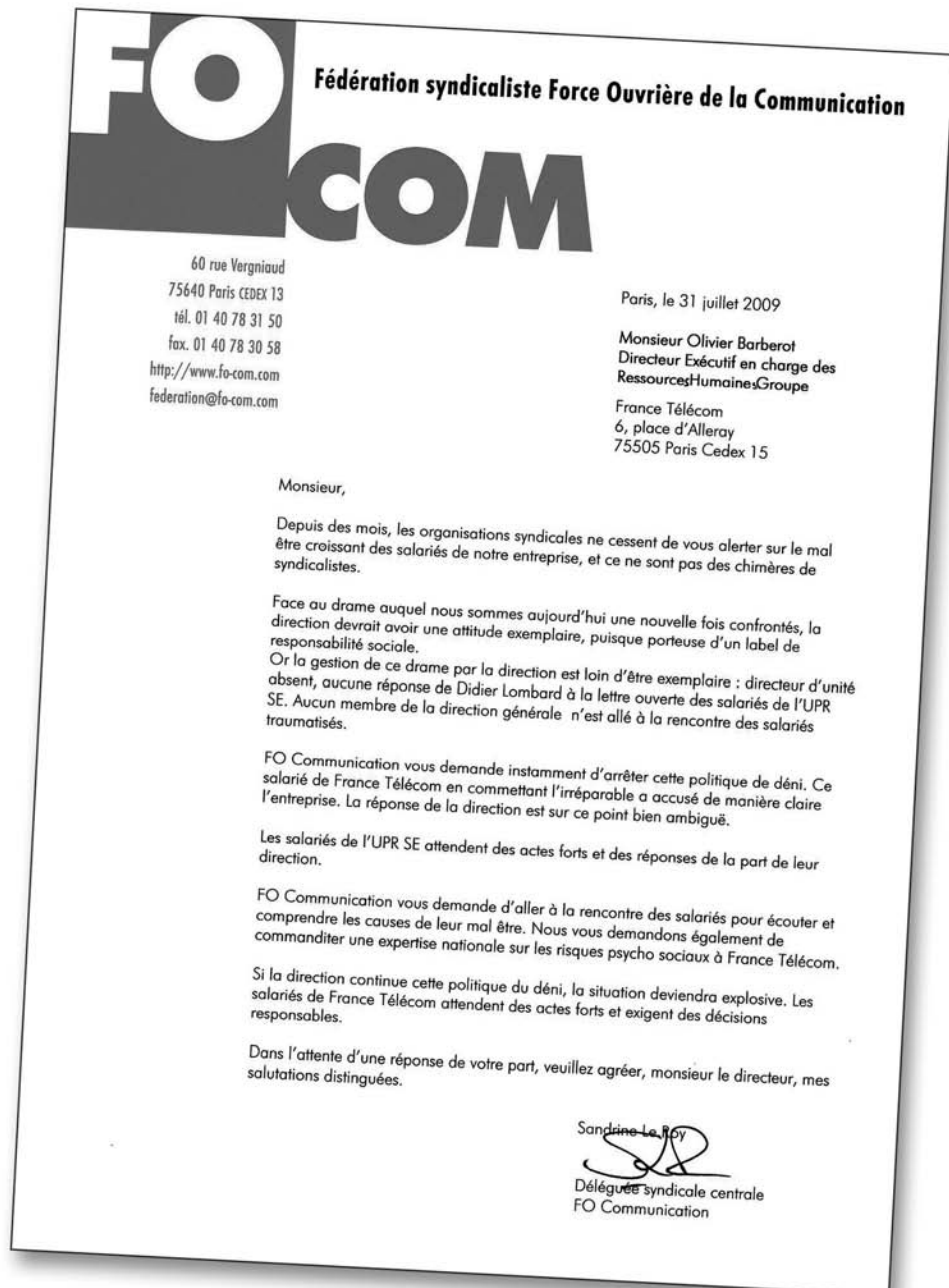 FO
COM
Fédération syndicaliste Force Ouvrière de la Communication
60 rue Vergniaud
75640 Paris CEDEX 13
tél. 01 40 78 31 50
fax. 01 40 78 30 58
http://www.fo-com.com
federation@fo-com.com
Paris, le 31 juillet 2009
Monsieur Olivier Barberot
Directeur Exécutif en charge des
Ressources Humaines Groupe
France Télécom
6, place d'Alleray
75505 Paris Cedex 15
Monsieur,
Depuis des mois, les organisations syndicales ne cessent de vous alerter sur le mal
être croissant des salariés de notre entreprise, et ce ne sont pas des chimères de
syndicalistes.
Face au drame auquel nous sommes aujourd'hui une nouvelle fois confrontés, la
direction devrait avoir une attitude exemplaire, puisque porteuse d'un label de
responsabilité sociale.
Or la gestion de ce drame par la direction est loin d'être exemplaire : directeur d'unité
absent, aucune réponse de Didier Lombard à la lettre ouverte des salariés de l'UPR
SE. Aucun membre de la direction générale n'est allé à la rencontre des salariés
traumatisés.
FO Communication vous demande instamment d'arrêter cette politique de déni. Ce
salarié de France Télécom en commettant l'irréparable a accusé de manière claire
l'entreprise. La réponse de la direction est sur ce point bien ambiguë.
Les salariés de l'UPR SE attendent des actes forts et des réponses de la part de leur
direction.
FO Communication vous demande d'aller à la rencontre des salariés pour écouter et
comprendre les causes de leur mal être. Nous vous demandons également de
commanditer une expertise nationale sur les risques psycho sociaux à France Télécom.
Si la direction continue cette politique du déni, la situation deviendra explosive. Les
salariés de France Télécom attendent des actes forts et exigent des décisions
responsables.
Dans l'attente d'une réponse de votre part, veuillez agréer, monsieur le directeur, mes
salutations distinguées.
Sandrine Le Roy
Déléguée syndicale centrale
FO Communication